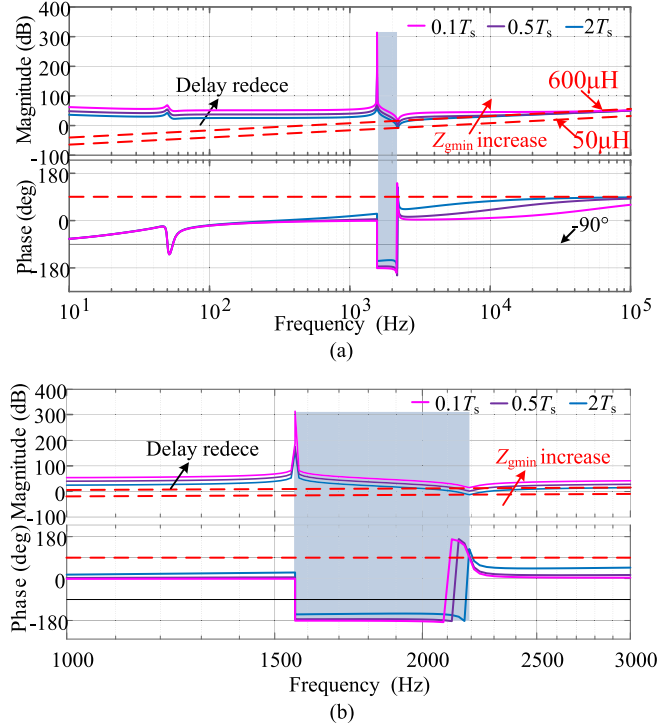 400
300
200
100
0
-100
Magnitude (dB)
0.1Ts 0.5Ts 2Ts
Delay redece
Zgmin increase
600μH
50μH
180
0
-180
Phase (deg)
-90°
10^1 10^2 10^3 10^4 10^5
Frequency (Hz)
(a)
400
300
200
100
0
100
Magnitude (dB)
0.1Ts 0.5Ts 2Ts
Delay redece
Zgmin increase
180
0
-180
Phase (deg)
1000 1500 2000 2500 3000
Frequency (Hz)
(b)